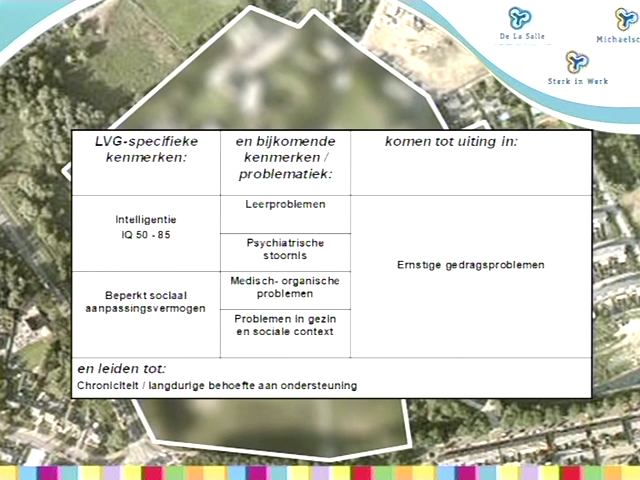 De La Salle
Sterk in Werk
LVG-specifieke
kenmerken:
en bijkomende
kenmerken /
problematiek:
komen tot uiting in:
Intelligentie
IQ 50 - 85
Leerproblemen
Psychiatrische
stoornis
Ernstige gedragsproblemen
Beperkt sociaal
aanpassingsvermogen
Medisch- organische
problemen
Problemen in gezin
en sociale context
en leiden tot:
Chroniciteit / langdurige behoefte aan ondersteuning